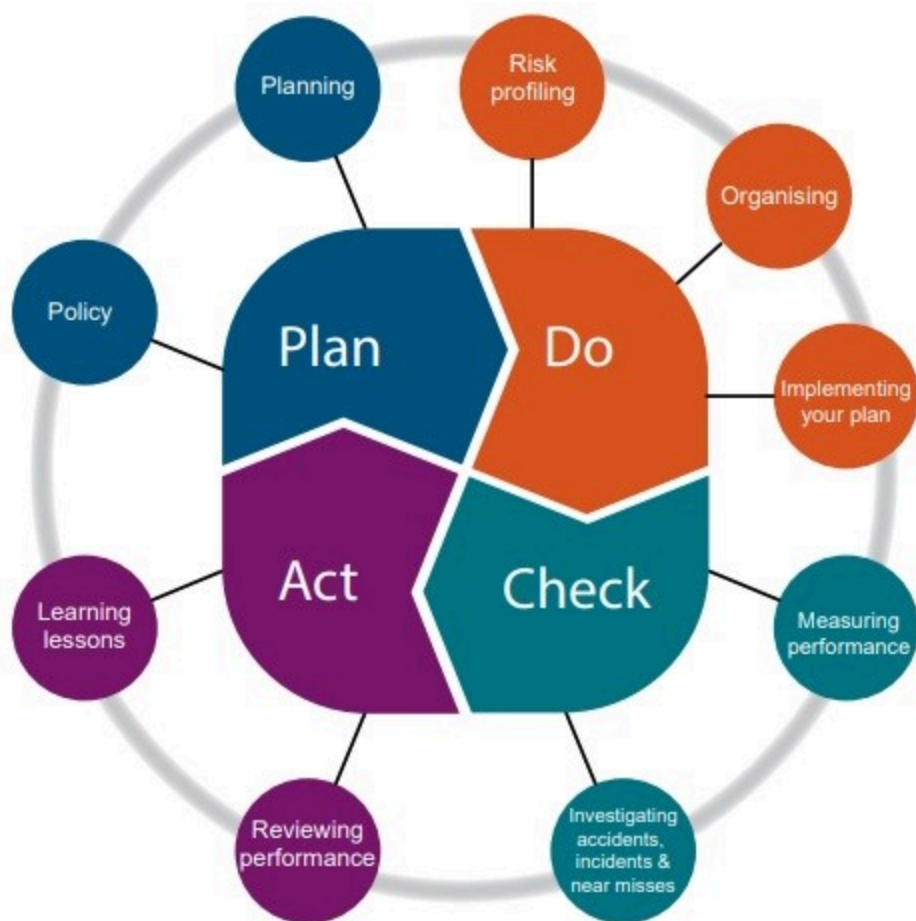 Planning
Risk
profiling
Organising
Policy
Plan
Do
Implementing
your plan
Act
Check
Learning
lessons
Measuring
performance
Reviewing
performance
Investigating
accidents,
incidents &
near misses